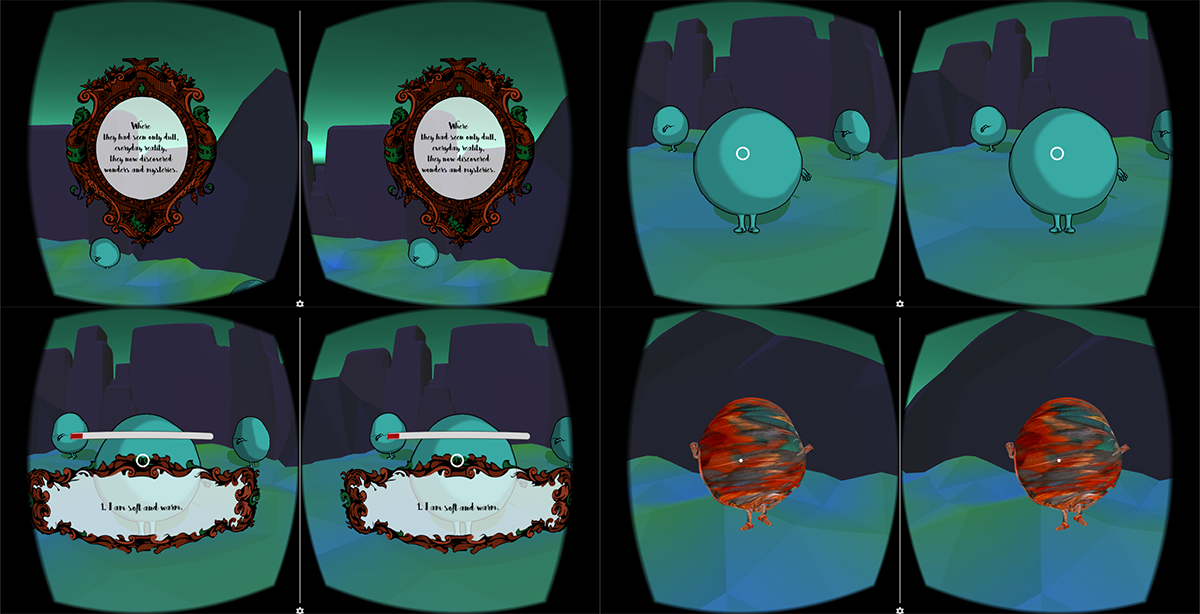 Where
they had seen only dull,
everyday reality,
they now discovered
wonders and mysteries.
Where
they had seen only dull,
everyday reality,
they now discovered
wonders and mysteries.
1. I am soft and warm.
1. I am soft and warm.